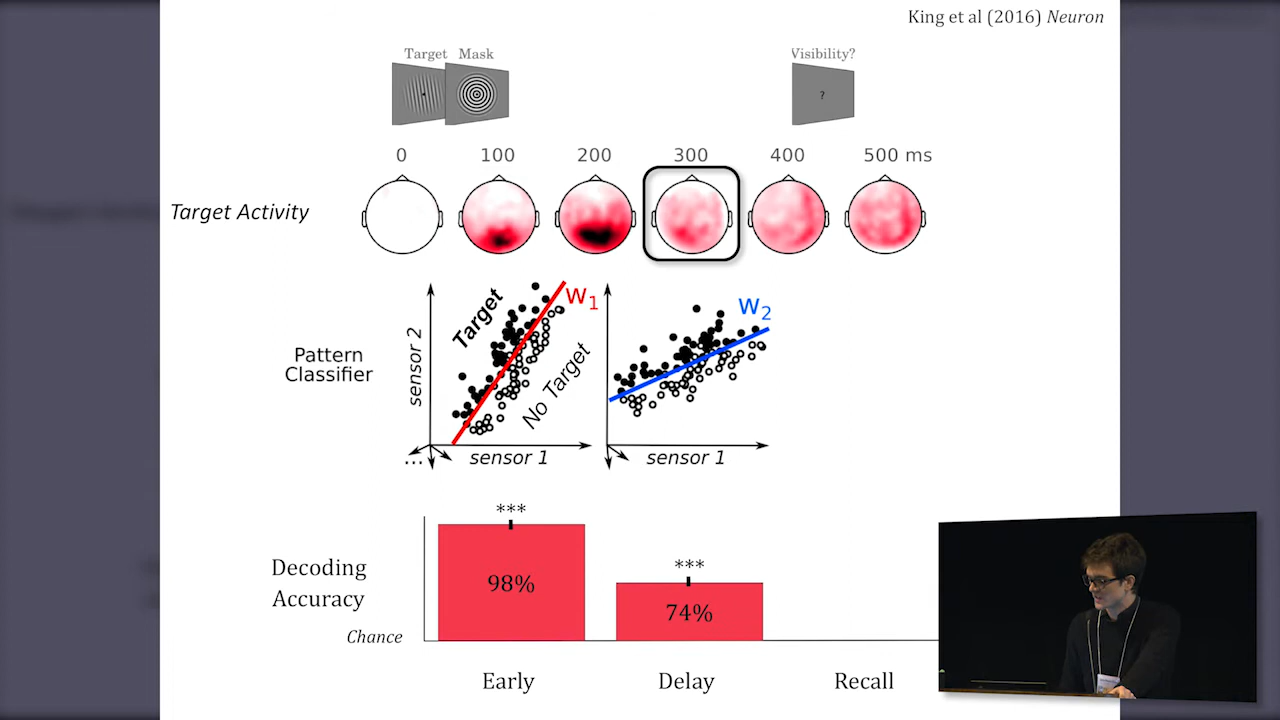 King et al (2016) Neuron
Target Mask
Visibility?
?
0 100 200 300 400 500 ms
Target Activity
Pattern
Classifier
sensor 2
Target
No Target
W1
W2
... sensor 1
sensor 1
Decoding
Accuracy
Chance
***
98%
***
74%
Early Delay Recall